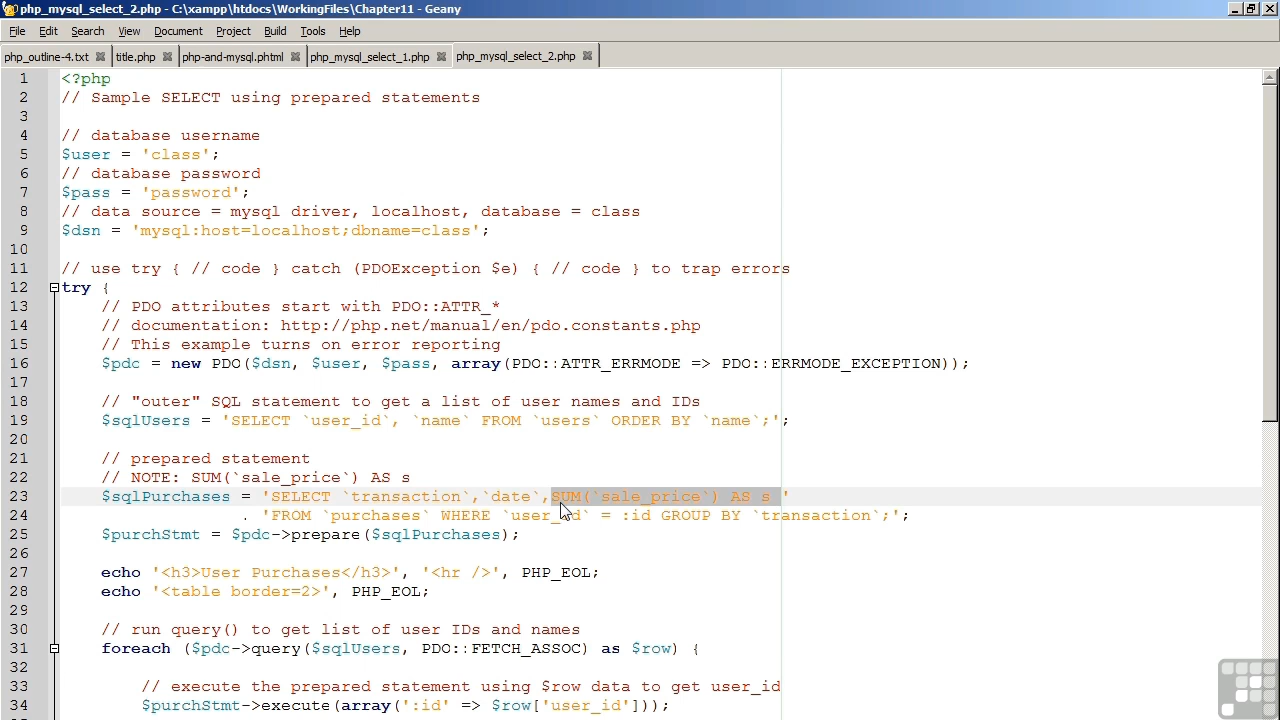 php_mysql_select_2.php - C:\xampp\htdocs\WorkingFiles\Chapter11 - Geany
File Edit Search View Document Project Build Tools Help
php_outline-4.txt title.php php-and-mysql.phtml php_mysql_select_1.php php_mysql_select_2.php
1 <?php
2 // Sample SELECT using prepared statements
3
4 // database username
5 $user = 'class';
6 // database password
7 $pass = 'password';
8 // data source = mysql driver, localhost, database = class
9 $dsn = 'mysql:host=localhost;dbname=class';
10
11 // use try { // code } catch (PDOException $e) { // code } to trap errors
12 try {
13 // PDO attributes start with PDO::ATTR_*
14 // documentation: http://php.net/manual/en/pdo.constants.php
15 // This example turns on error reporting
16 $pdc = new PDO($dsn, $user, $pass, array(PDO::ATTR_ERRMODE => PDO::ERRMODE_EXCEPTION));
17
18 // "outer" SQL statement to get a list of user names and IDs
19 $sqlUsers = 'SELECT `user_id`, `name` FROM `users` ORDER BY `name`;';
20
21 // prepared statement
22 // NOTE: SUM(`sale_price`) AS s
23 $sqlPurchases = 'SELECT `transaction`,`date`,SUM(`sale_price`) AS s '
24 . 'FROM `purchases` WHERE `user_id` = :id GROUP BY `transaction`;';
25 $purchStmt = $pdc->prepare($sqlPurchases);
26
27 echo '<h3>User Purchases</h3>', '<hr />', PHP_EOL;
28 echo '<table border=2>', PHP_EOL;
29
30 // run query() to get list of user IDs and names
31 foreach ($pdc->query($sqlUsers, PDO::FETCH_ASSOC) as $row) {
32
33 // execute the prepared statement using $row data to get user_id
34 $purchStmt->execute(array(':id' => $row['user_id']));